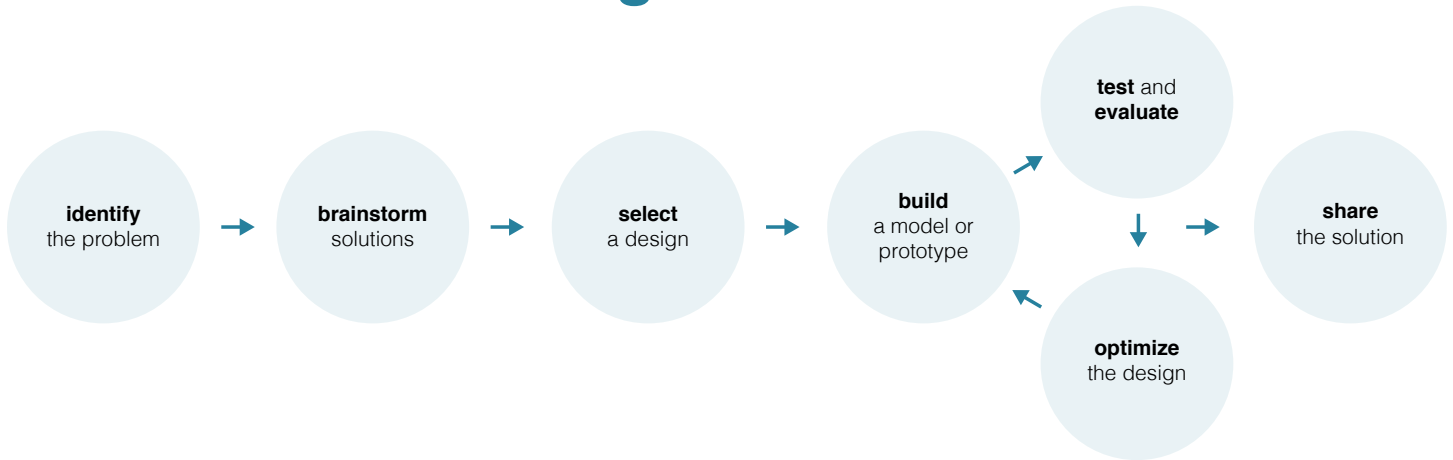 identify
the problem
brainstorm
solutions
select
a design
build
a model or
prototype
test and
evaluate
optimize
the design
share
the solution